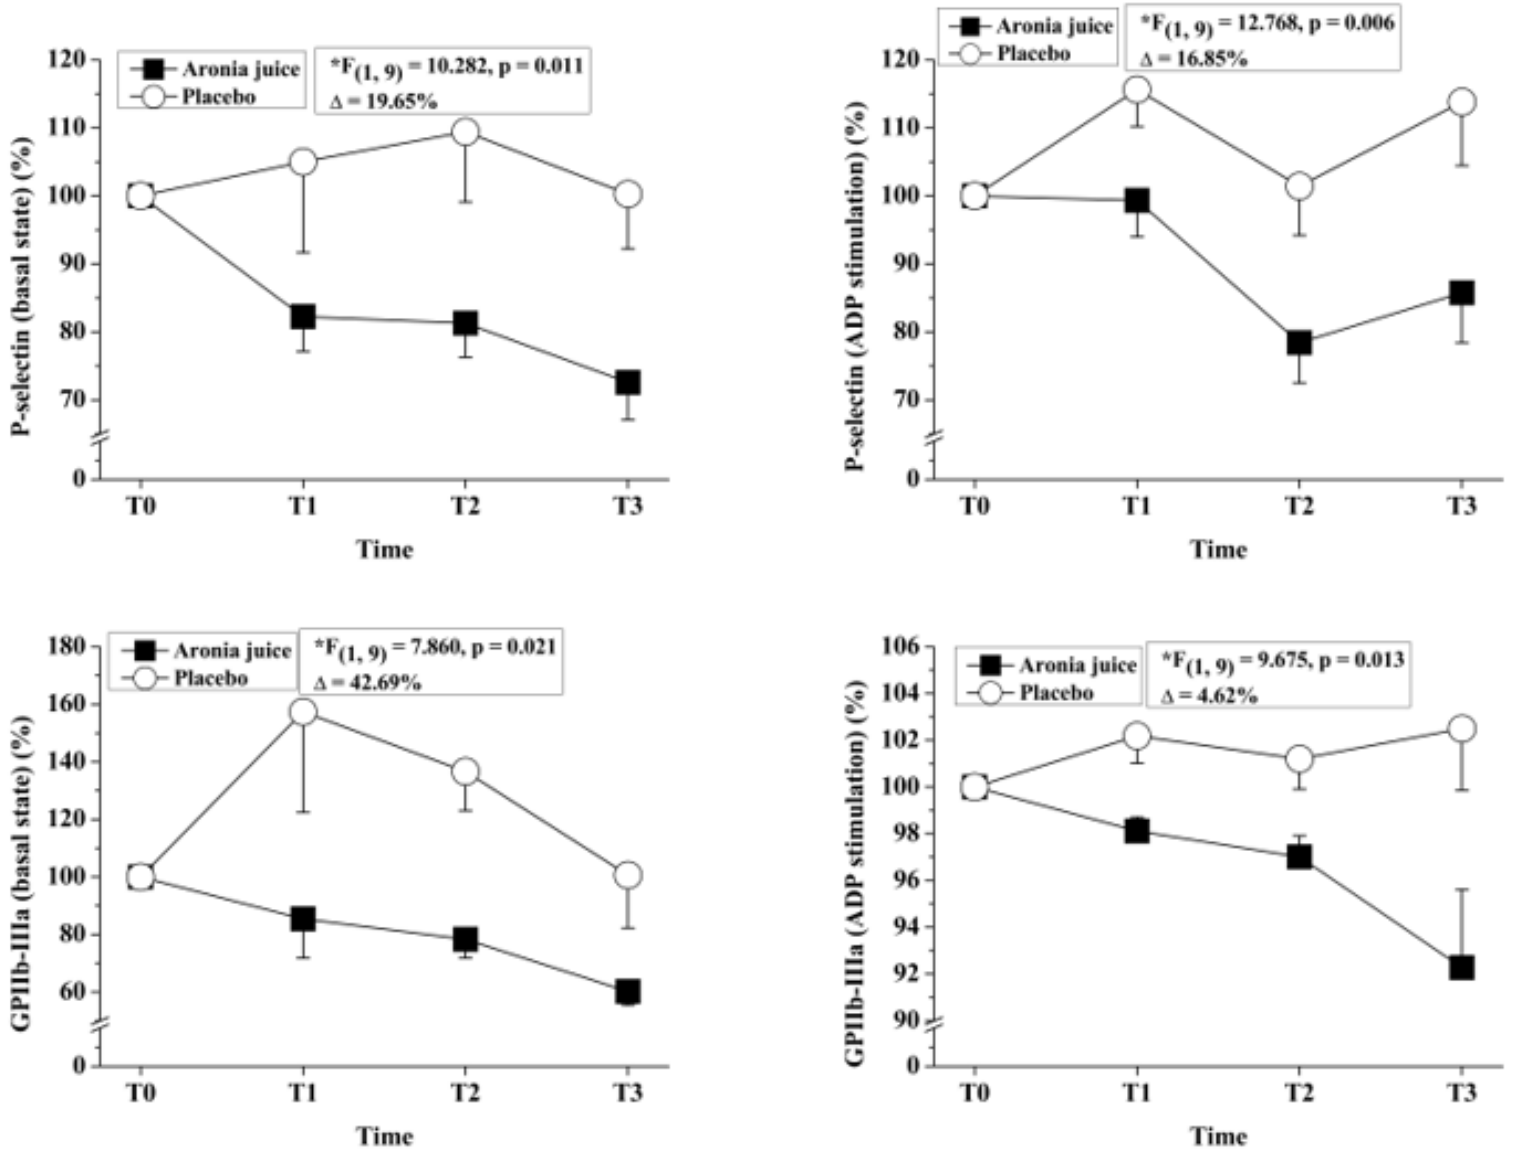 Aronia juice
Placebo
*F(1, 9) = 10.282, p = 0.011
Δ = 19.65%
P-selectin (basal state) (%)
120
110
100
90
80
70
0
T0 T1 T2 T3
Time
Aronia juice
Placebo
*F(1, 9) = 12.768, p = 0.006
Δ = 16.85%
P-selectin (ADP stimulation) (%)
120
110
100
90
80
70
0
T0 T1 T2 T3
Time
Aronia juice
Placebo
*F(1, 9) = 7.860, p = 0.021
Δ = 42.69%
GPIIb-IIIa (basal state) (%)
180
160
140
120
100
80
60
0
T0 T1 T2 T3
Time
Aronia juice
Placebo
*F(1, 9) = 9.675, p = 0.013
Δ = 4.62%
GPIIb-IIIa (ADP stimulation) (%)
106
104
102
100
98
96
94
92
90
0
T0 T1 T2 T3
Time